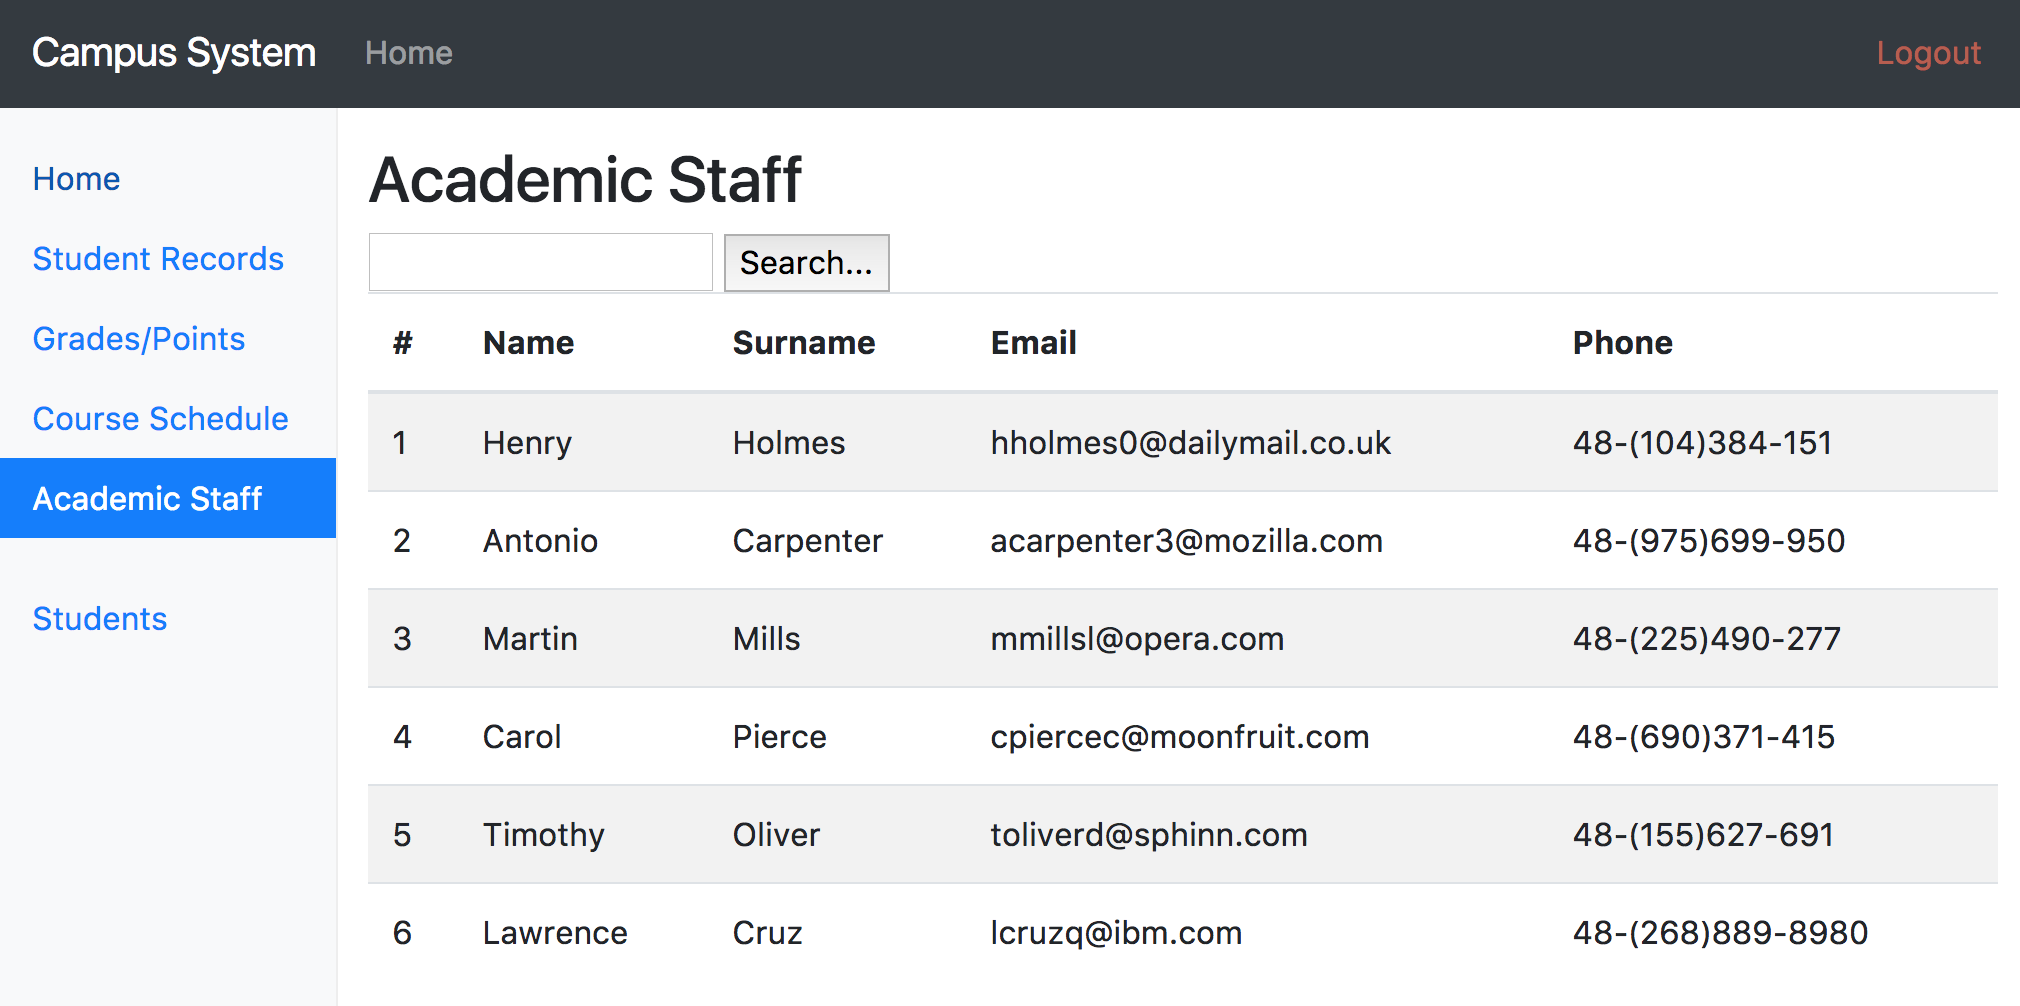 Campus System Home Logout
Home
Student Records
Grades/Points
Course Schedule
Academic Staff
Students
Academic Staff
Search...
# Name Surname Email Phone
1 Henry Holmes hholmes0@dailymail.co.uk 48-(104)384-151
2 Antonio Carpenter acarpenter3@mozilla.com 48-(975)699-950
3 Martin Mills mmillsl@opera.com 48-(225)490-277
4 Carol Pierce cpiercec@moonfruit.com 48-(690)371-415
5 Timothy Oliver toliverd@sphinn.com 48-(155)627-691
6 Lawrence Cruz lcruzq@ibm.com 48-(268)889-8980